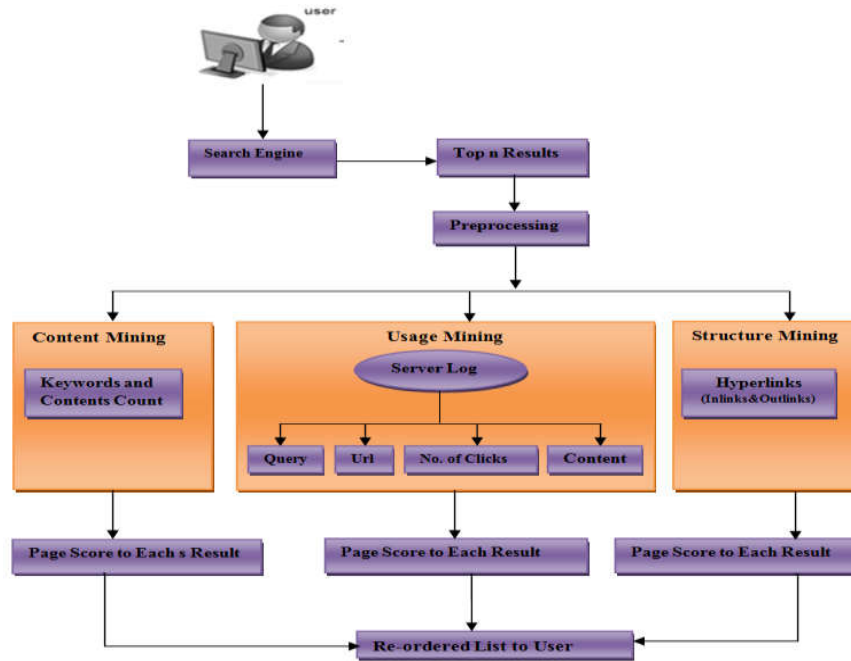 user
Search Engine
Top n Results
Preprocessing
Content Mining
Keywords and
Contents Count
Usage Mining
Server Log
Query
Url
No. of Clicks
Content
Structure Mining
Hyperlinks
(Inlinks&Outlinks)
Page Score to Each s Result
Page Score to Each Result
Page Score to Each Result
Re-ordered List to User